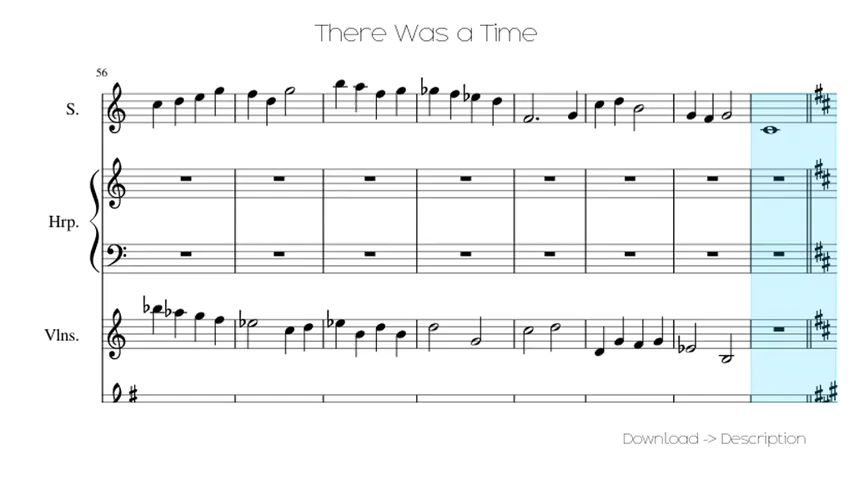 There Was a Time
56
S.
Hrp.
Vlns.
Download -> Description